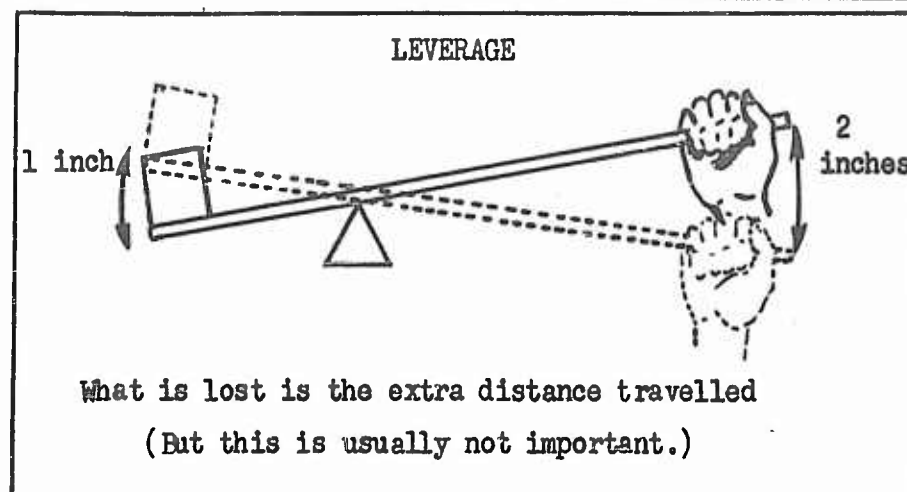 LEVERAGE
1 inch
2
inches
What is lost is the extra distance travelled
(But this is usually not important.)